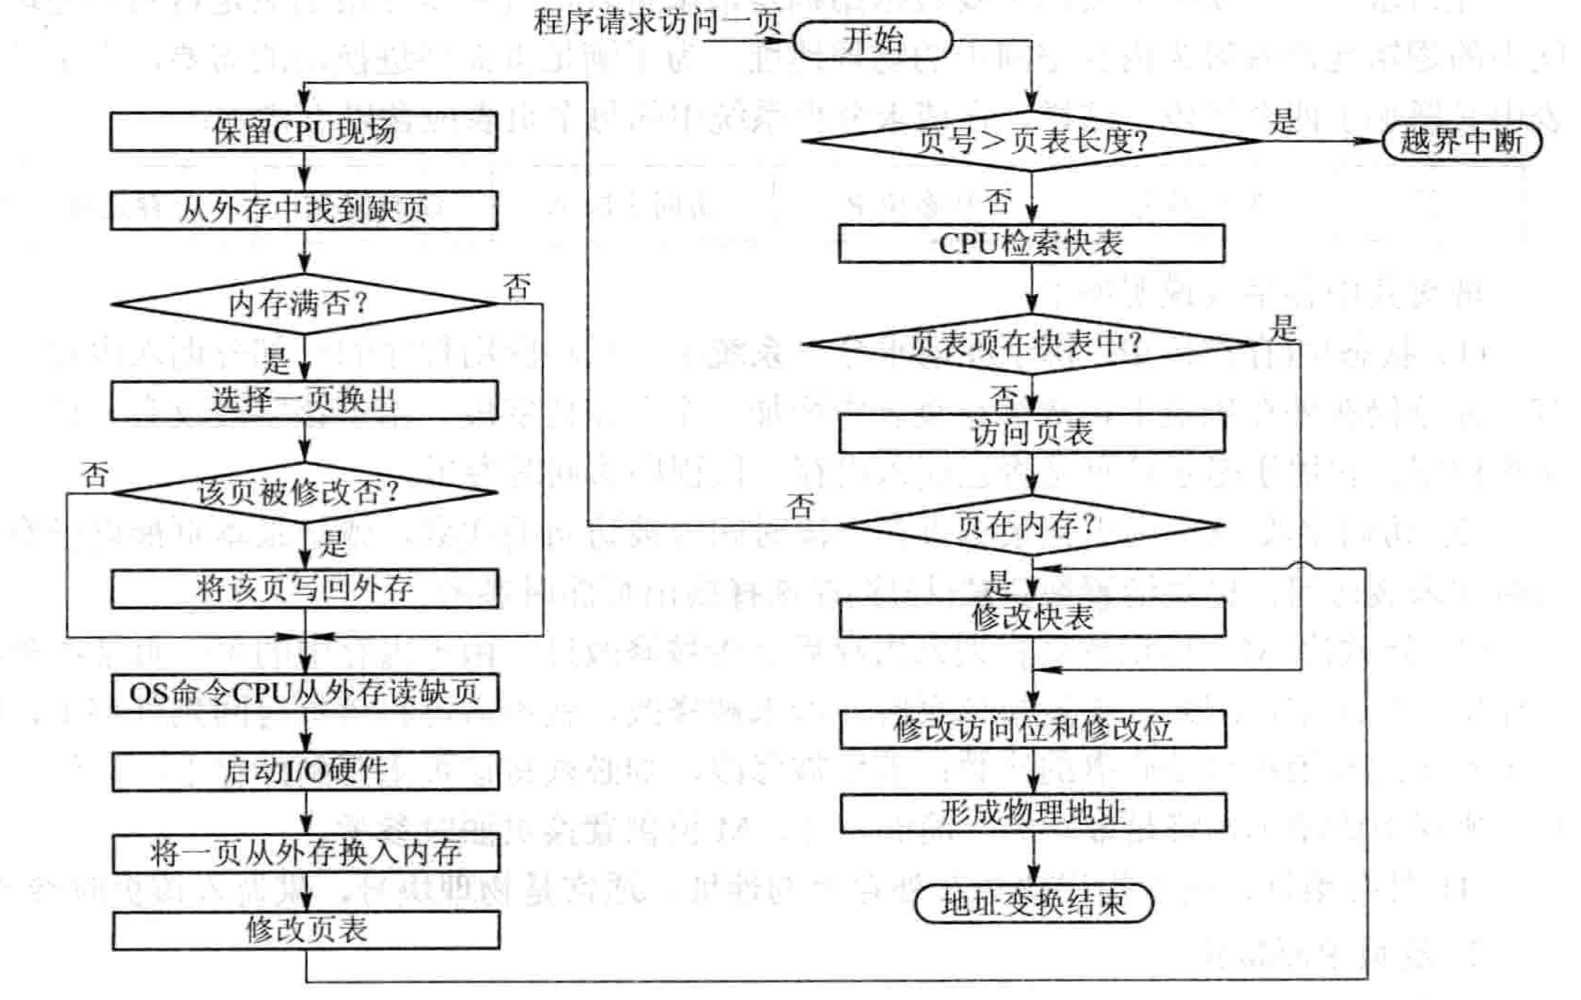 程序请求访问一页
开始
页号＞页表长度？
是
越界中断
否
CPU检索快表
页表项在快表中？
是
否
访问页表
页在内存？
否
是
修改快表
修改访问位和修改位
形成物理地址
地址变换结束
保留CPU现场
从外存中找到缺页
内存满否？
否
是
选择一页换出
该页被修改否？
否
是
将该页写回外存
OS命令CPU从外存读缺页
启动I/O硬件
将一页从外存换入内存
修改页表